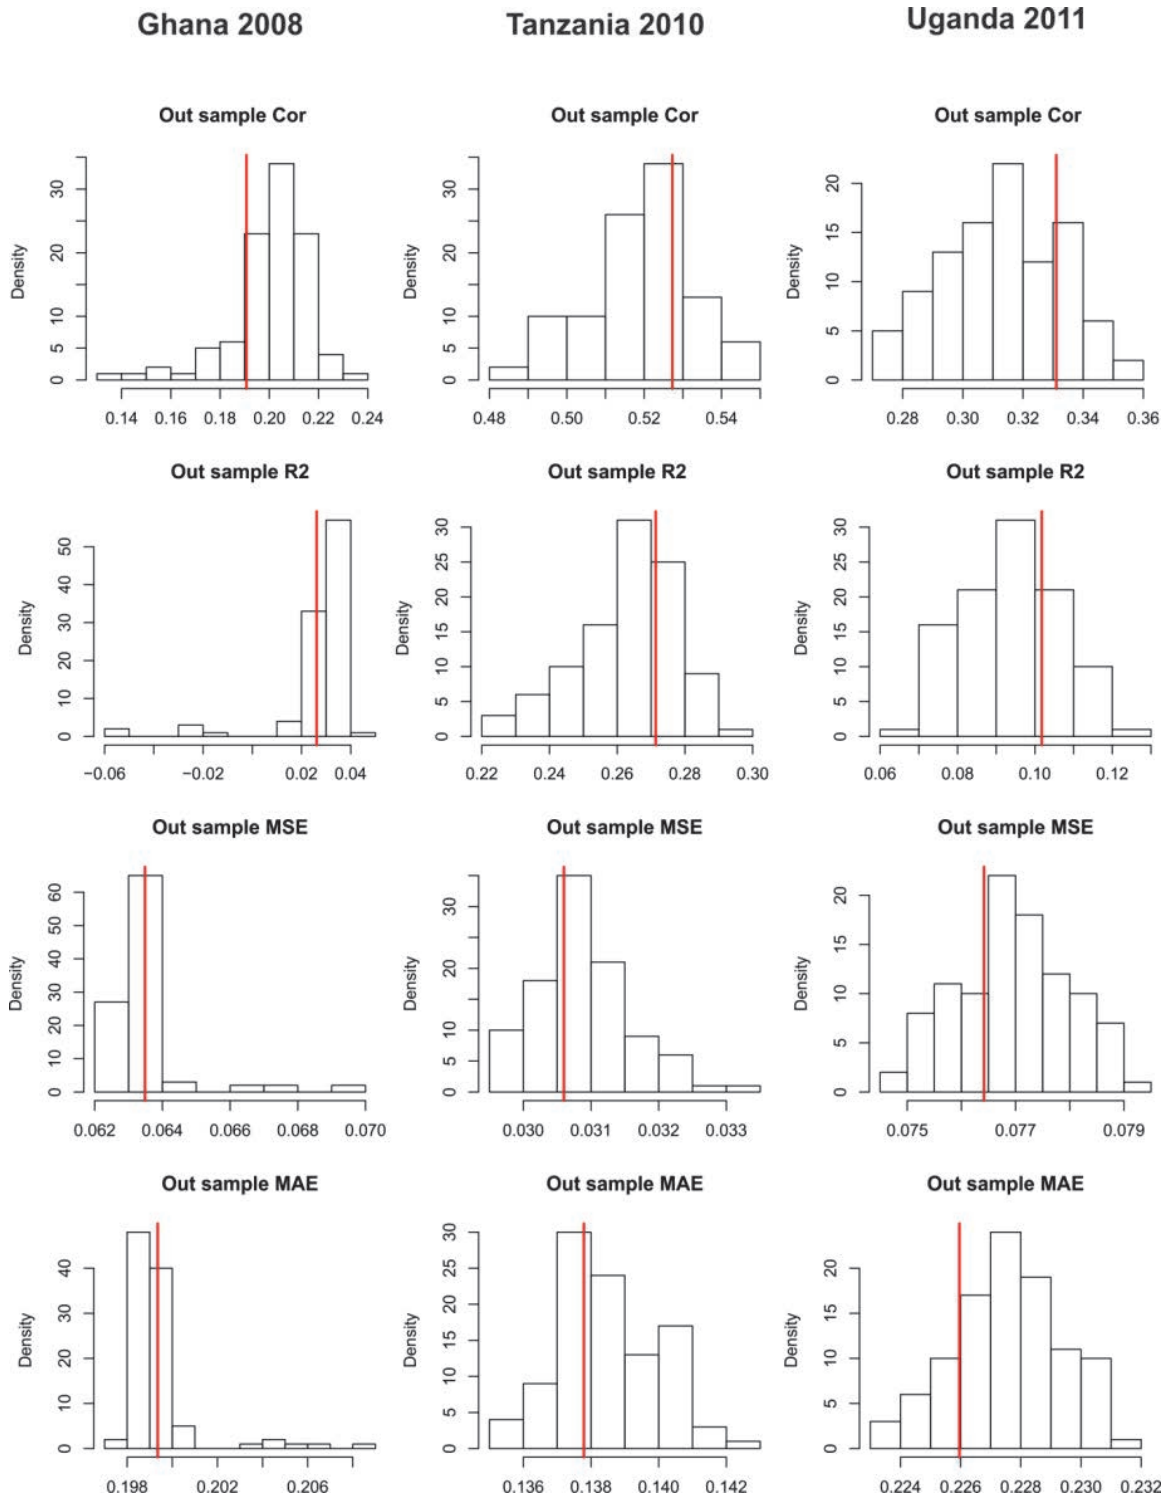 Ghana 2008
Tanzania 2010
Uganda 2011
Out sample Cor
Out sample Cor
Out sample Cor
Density
0 5 10 20 30
0.14 0.16 0.18 0.20 0.22 0.24
Density
0 5 10 20 30
0.48 0.50 0.52 0.54
Density
0 5 10 15 20
0.28 0.30 0.32 0.34 0.36
Out sample R2
Out sample R2
Out sample R2
Density
0 10 20 30 40 50
−0.06 −0.02 0.02 0.04
Density
0 5 10 15 20 25 30
0.22 0.24 0.26 0.28 0.30
Density
0 5 10 15 20 25 30
0.06 0.08 0.10 0.12
Out sample MSE
Out sample MSE
Out sample MSE
Density
0 10 20 30 40 50 60
0.062 0.064 0.066 0.068 0.070
Density
0 5 10 20 30
0.030 0.031 0.032 0.033
Density
0 5 10 15 20
0.075 0.077 0.079
Out sample MAE
Out sample MAE
Out sample MAE
Density
0 10 20 30 40
0.198 0.202 0.206
Density
0 5 10 15 20 25 30
0.136 0.138 0.140 0.142
Density
0 5 10 15 20
0.224 0.226 0.228 0.230 0.232